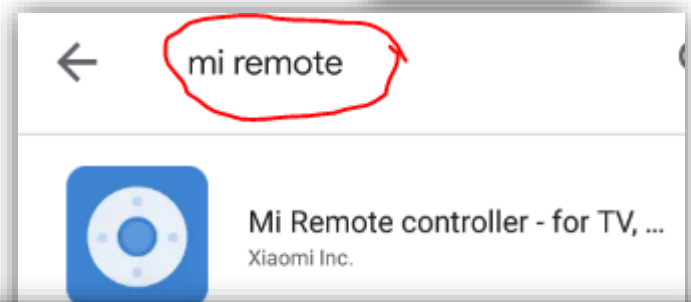 mi remote
Mi Remote controller - for TV, ...
Xiaomi Inc.